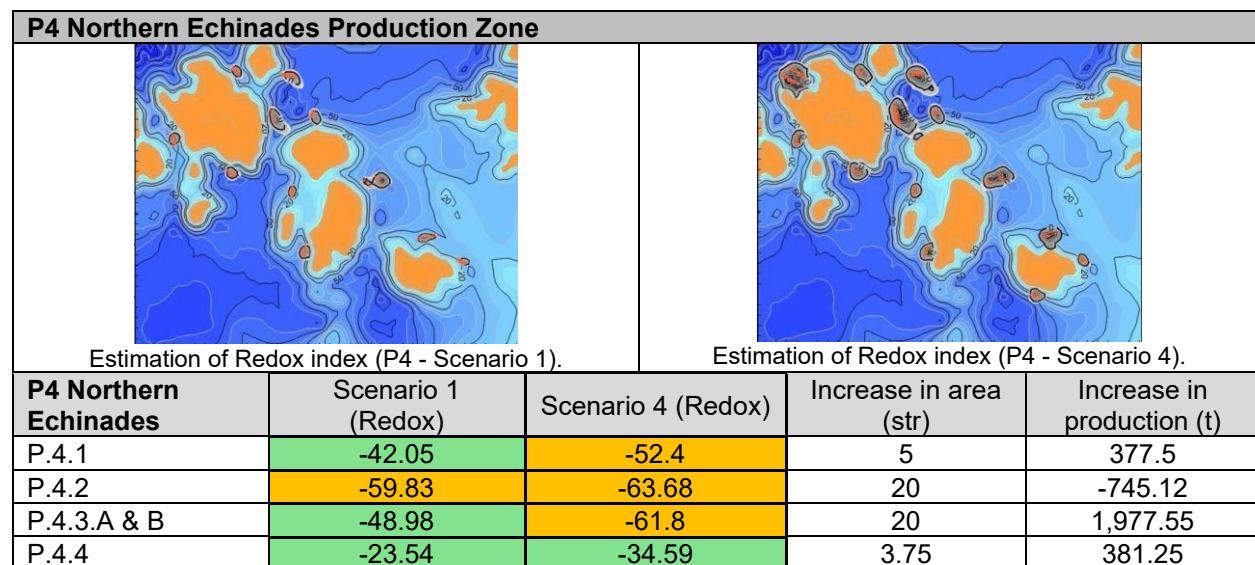 P4 Northern Echinades Production Zone
Estimation of Redox index (P4 - Scenario 1).
Estimation of Redox index (P4 - Scenario 4).
P4 Northern Echinades Scenario 1 (Redox) Scenario 4 (Redox) Increase in area (str) Increase in production (t)
P.4.1 -42.05 -52.4 5 377.5
P.4.2 -59.83 -63.68 20 -745.12
P.4.3.A & B -48.98 -61.8 20 1,977.55
P.4.4 -23.54 -34.59 3.75 381.25